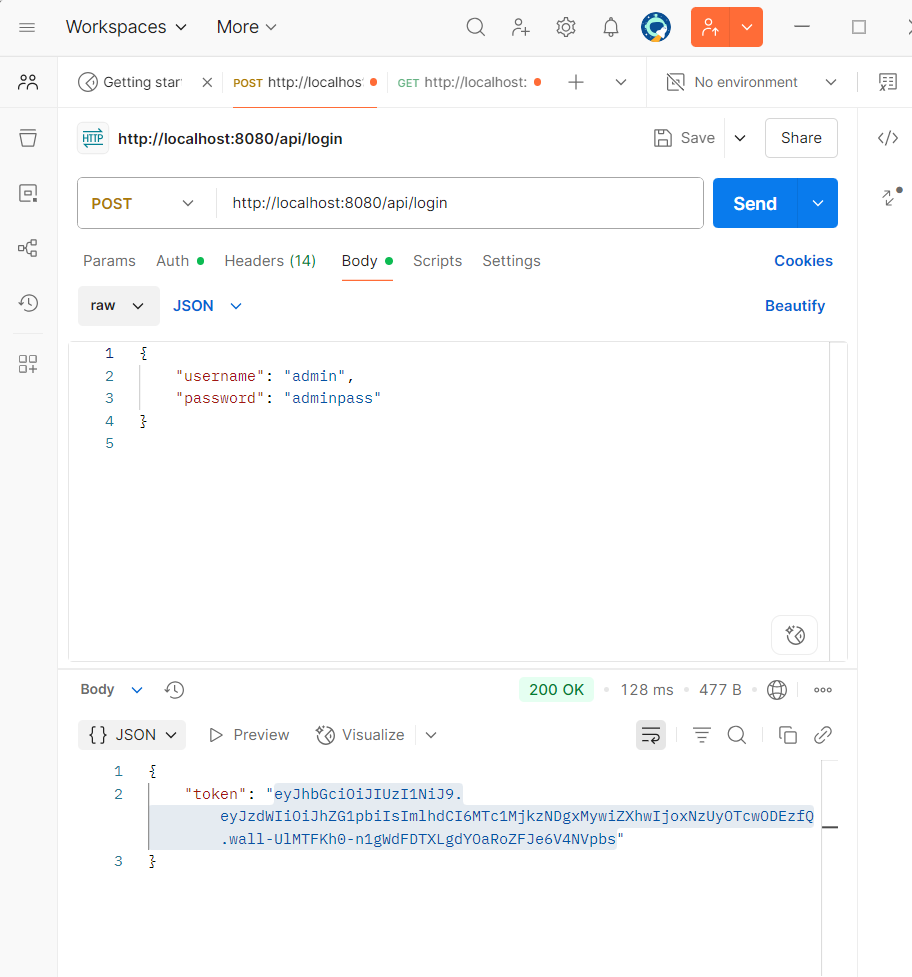 Workspaces More
Getting star POST http://localhos GET http://localhost: No environment
HTTP http://localhost:8080/api/login Save Share
POST http://localhost:8080/api/login Send
Params Auth Headers (14) Body Scripts Settings Cookies
raw JSON Beautify
1 {
2 "username": "admin",
3 "password": "adminpass"
4 }
5
Body 200 OK 128 ms 477 B
{} JSON Preview Visualize
1 {
2 "token": "eyJhbGciOiJIUzI1NiJ9.
eyJzdWIiOiJhZG1pbiIsImlhdCI6MTc1MjkzNDgxMywiZXhwIjoxNzUyOTcwODEzfQ
.wall-UlMTFKh0-n1gWdFDTXLgdYOaRoZFJe6V4NVpbs"
3 }